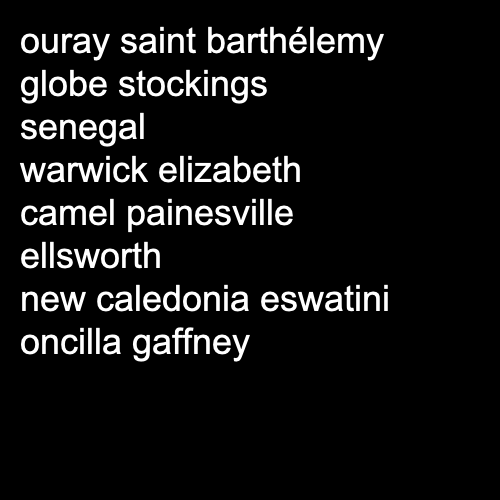 ouray saint barthélemy
globe stockings
senegal
warwick elizabeth
camel painesville
ellsworth
new caledonia eswatini
oncilla gaffney